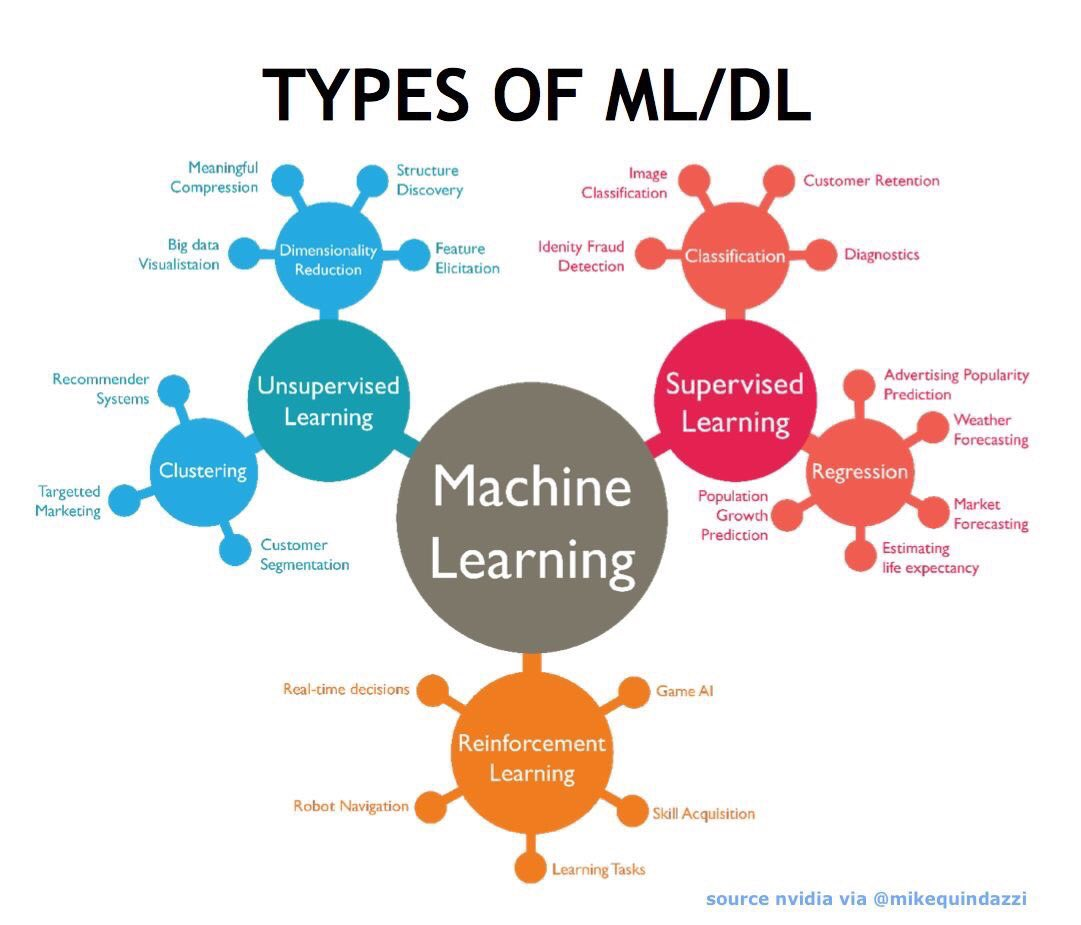 TYPES OF ML/DL
Meaningful
Compression
Structure
Discovery
Big data
Visualistaion
Dimensionality
Reduction
Feature
Elicitation
Image
Classification
Customer Retention
Idenity Fraud
Detection
Classification
Diagnostics
Recommender
Systems
Unsupervised
Learning
Clustering
Targetted
Marketing
Customer
Segmentation
Machine
Learning
Supervised
Learning
Advertising Popularity
Prediction
Weather
Forecasting
Regression
Population
Growth
Prediction
Market
Forecasting
Estimating
life expectancy
Real-time decisions
Game AI
Reinforcement
Learning
Robot Navigation
Skill Acquisition
Learning Tasks
source nvidia via @mikequindazzi